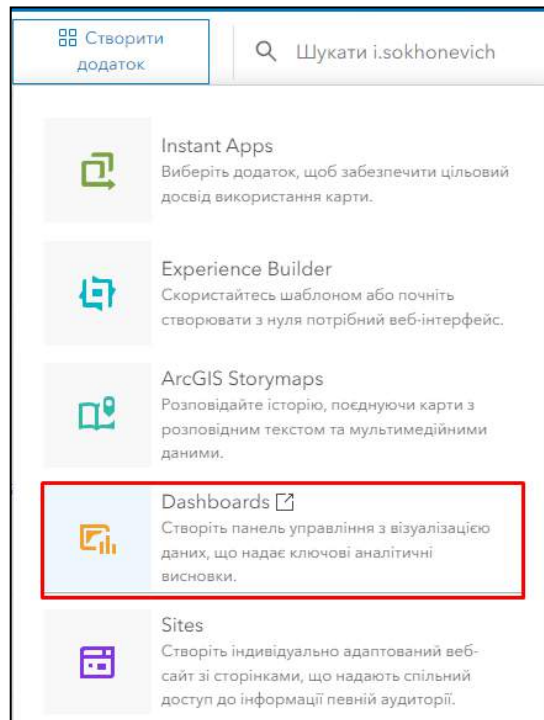 Створити
додаток
Шукати i.sokhonevich
Instant Apps
Виберіть додаток, щоб забезпечити цільовий
досвід використання карти.
Experience Builder
Скористайтесь шаблоном або почніть
створювати з нуля потрібний веб-інтерфейс.
ArcGIS Storymaps
Розповідайте історію, поєднуючи карти з
розповідним текстом та мультимедійними
даними.
Dashboards
Створіть панель управління з візуалізацією
даних, що надає ключові аналітичні
висновки.
Sites
Створіть індивідуально адаптований веб-
сайт зі сторінками, що надають спільний
доступ до інформації певній аудиторії.